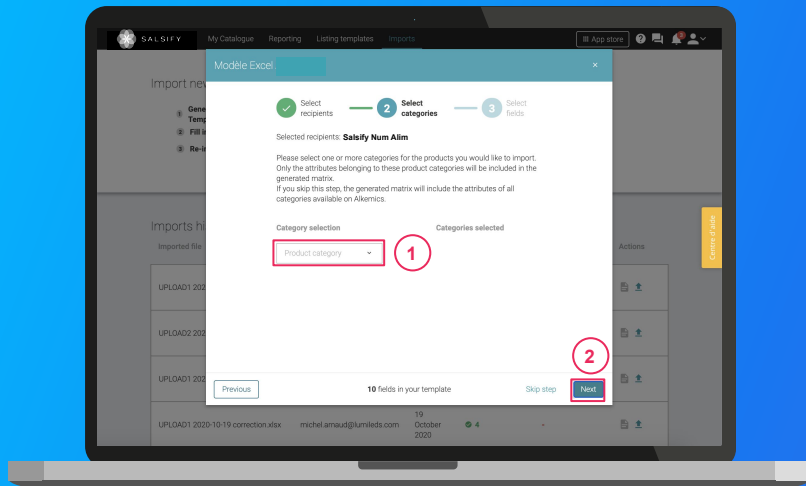 SALSIFY
My Catalogue
Reporting
Listing templates
Imports
App store
Modèle Excel
×
Import new
Gene
Temp
Fill i
Re-i
Select
recipients
2
Select
categories
3
Select
fields
Selected recipients: Salsify Num Alim
Please select one or more categories for the products you would like to import.
Only the attributes belonging to these product categories will be included in the
generated matrix.
If you skip this step, the generated matrix will include the attributes of all
categories available on Alkemics.
Category selection
Categories selected
Product category
1
Centre d'aide
Imports hi
Imported file
Actions
UPLOAD1 202
UPLOAD2 202
UPLOAD1 202
2
Previous
10 fields in your template
Skip step
Next
UPLOAD1 2020-10-19 correction.xlsx
michel.arnaud@lumileds.com
19
October
2020
4
-